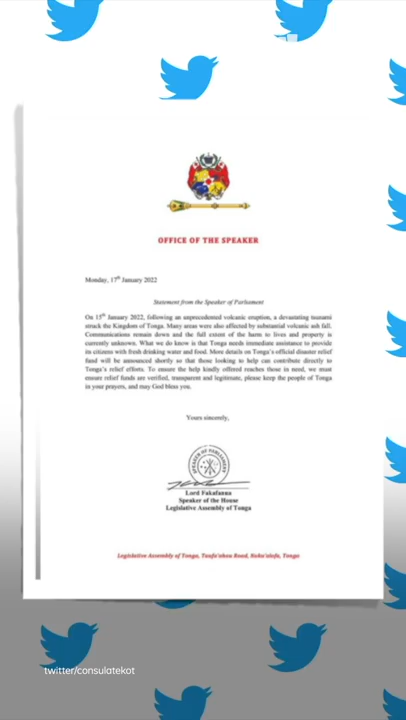 OFFICE OF THE SPEAKER
Monday, 17th January 2022
Statement from the Speaker of Parliament
On 15th January 2022, following an unprecedented volcanic eruption, a devastating tsunami
struck the Kingdom of Tonga. Many areas were also affected by substantial volcanic ash fall.
Communications remain down and the full extent of the harm to lives and property is
currently unknown. What we do know is that Tonga needs immediate assistance to provide
its citizens with fresh drinking water and food. More details on Tonga's official disaster relief
fund will be announced shortly so that those looking to help can contribute directly to
Tonga's relief efforts. To ensure the help kindly offered reaches those in need, we must
ensure relief funds are verified, transparent and legitimate, please keep the people of Tonga
in your prayers, and may God bless you.
Yours sincerely,
SPEAKER OF PARLIAMENT
Lord Fakafanua
Speaker of the House
Legislative Assembly of Tonga
Legislative Assembly of Tonga, Taufa'ahau Road, Nuku'alofa, Tonga
twitter/consulatekot